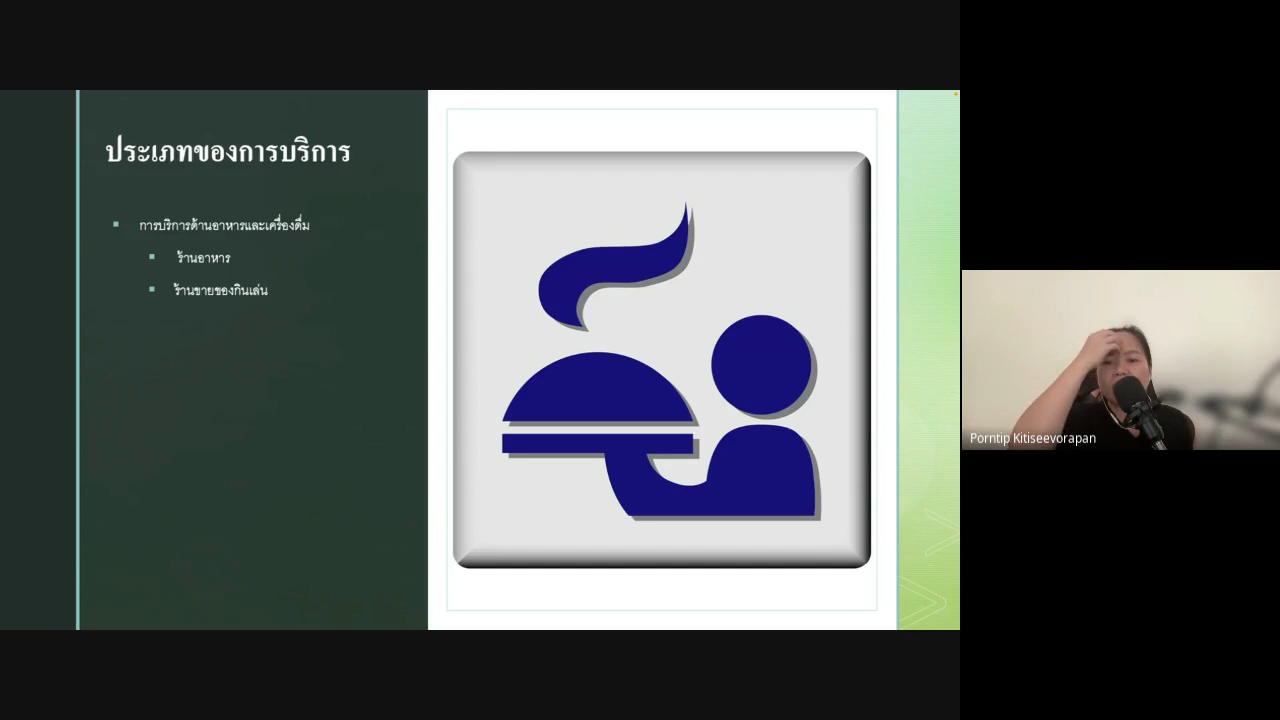 ประเภทของการบริการ
การบริการด้านอาหารและเครื่องดื่ม
ร้านอาหาร
ร้านขายของกินเล่น
Porntip Kitiseevorapan